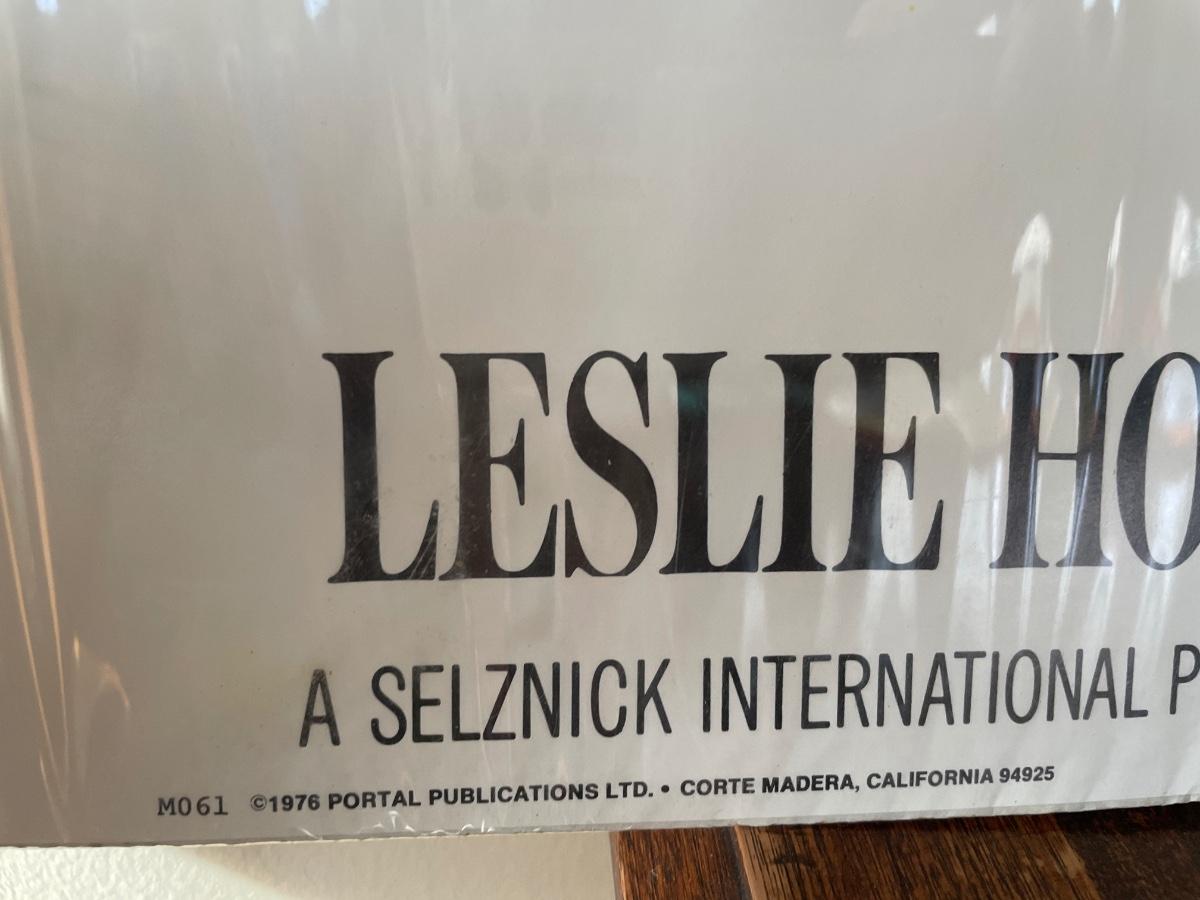 LESLIE HO
A SELZNICK INTERNATIONAL P
M061 ©1976 PORTAL PUBLICATIONS LTD. • CORTE MADERA, CALIFORNIA 94925